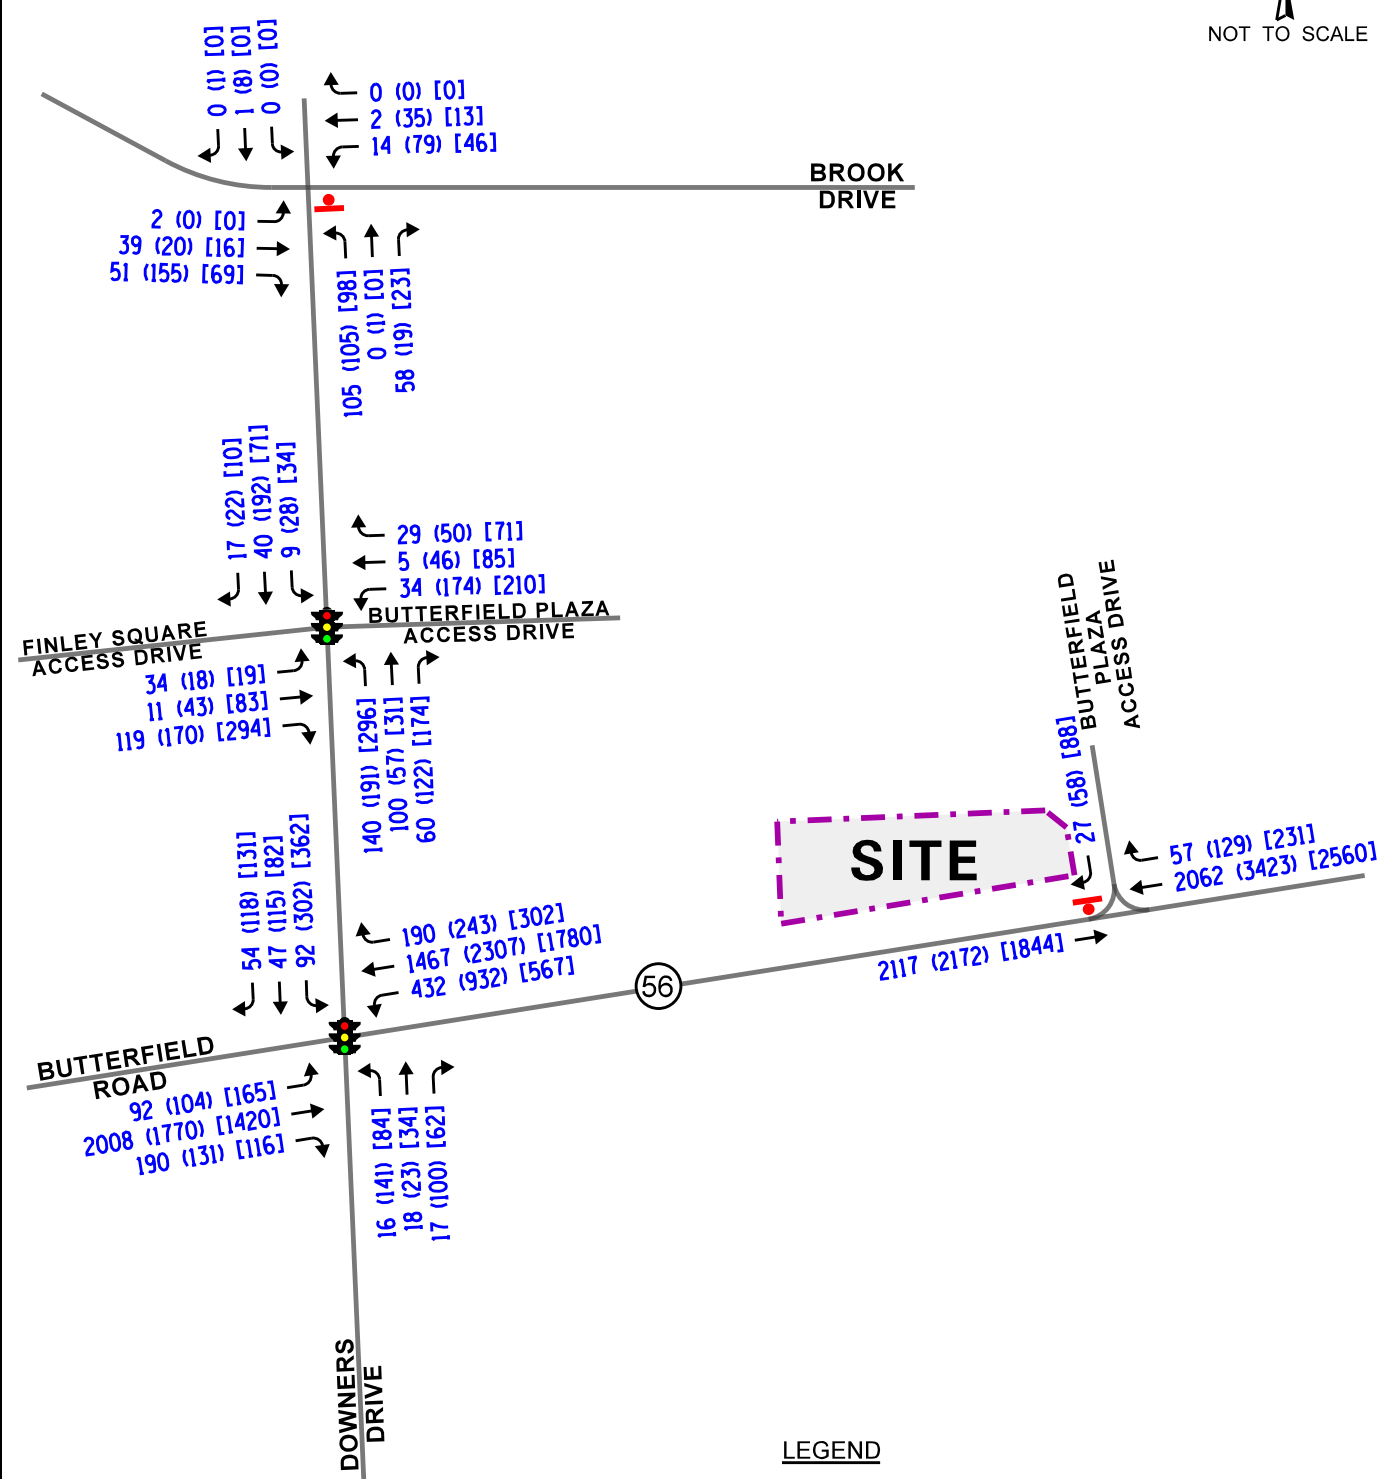 NOT TO SCALE
0 (1) [0]
1 (8) [0]
0 (0) [0]
0 (0) [0]
2 (35) [13]
14 (79) [46]
BROOK
DRIVE
2 (0) [0]
39 (20) [16]
51 (155) [69]
105 (105) [98]
0 (1) [0]
58 (19) [23]
17 (22) [10]
40 (192) [71]
9 (28) [34]
29 (50) [71]
5 (46) [85]
34 (174) [210]
FINLEY SQUARE
ACCESS DRIVE
BUTTERFIELD PLAZA
ACCESS DRIVE
34 (18) [19]
11 (43) [83]
119 (170) [294]
140 (191) [296]
100 (57) [31]
60 (122) [174]
BUTTERFIELD
PLAZA
ACCESS DRIVE
27 (58) [88]
SITE
57 (129) [231]
2062 (3423) [2560]
2117 (2172) [1844]
54 (118) [131]
47 (115) [82]
92 (302) [362]
190 (243) [302]
1467 (2307) [1780]
432 (932) [567]
56
BUTTERFIELD
ROAD
92 (104) [165]
2008 (1770) [1420]
190 (131) [116]
16 (141) [84]
18 (23) [34]
17 (100) [62]
DOWNERS
DRIVE
LEGEND